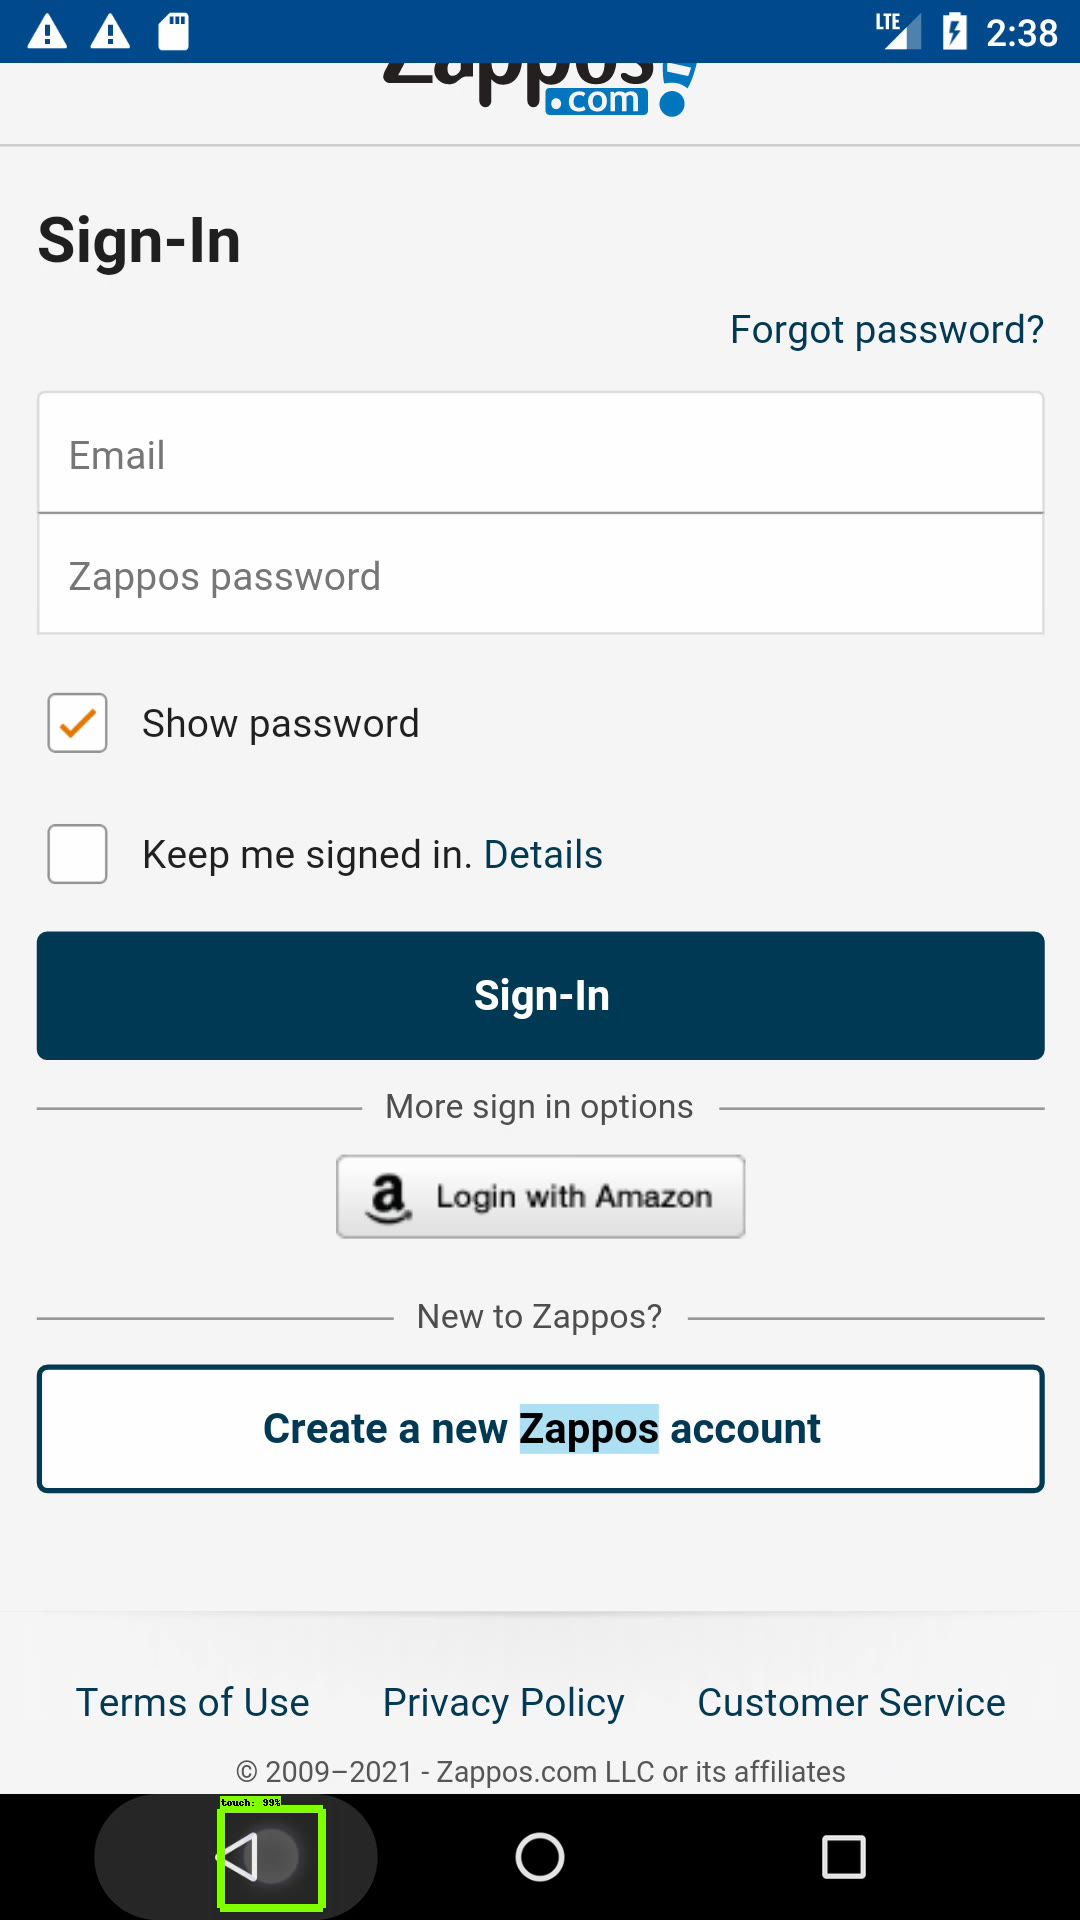 LTE 2:38
Zappos!
.com
Sign-In
Forgot password?
Email
Zappos password
Show password
Keep me signed in. Details
Sign-In
More sign in options
a Login with Amazon
New to Zappos?
Create a new Zappos account
Terms of Use Privacy Policy Customer Service
© 2009–2021 - Zappos.com LLC or its affiliates
touch: 99%